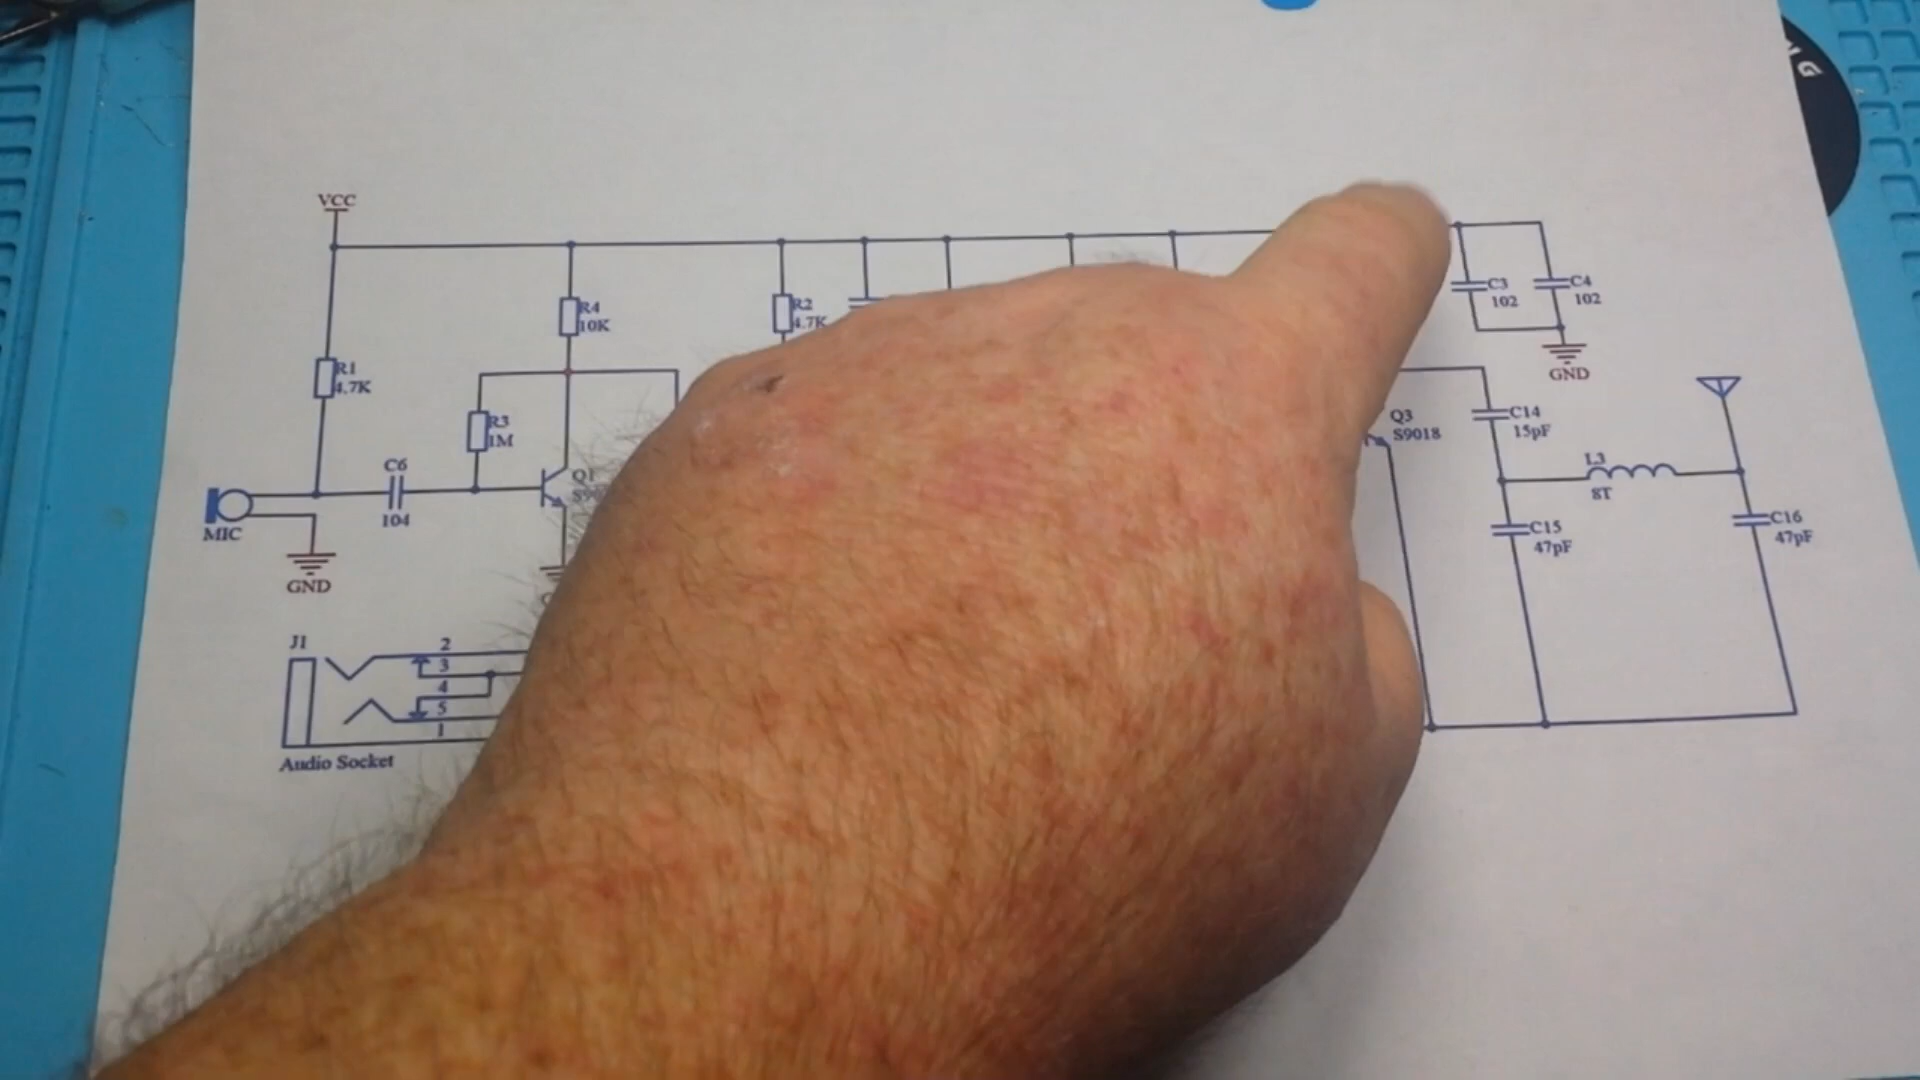 NG
VCC
R4
10K
R2
4.7K
C3
102
C4
102
GND
R1
4.7K
R3
1M
Q3
S9018
C14
15pF
L3
8T
C6
104
Q1
MIC
GND
C15
47pF
C16
47pF
J1
2
3
4
5
1
Audio Socket